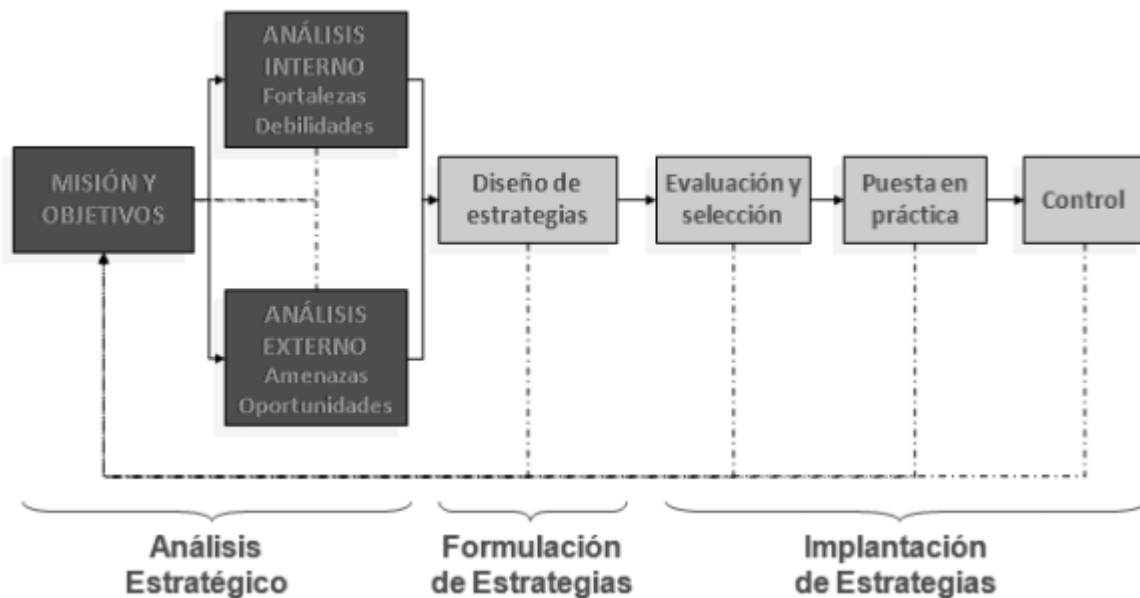 MISIÓN Y
OBJETIVOS
ANÁLISIS
INTERNO
Fortalezas
Debilidades
ANÁLISIS
EXTERNO
Amenazas
Oportunidades
Diseño de
estrategias
Evaluación y
selección
Puesta en
práctica
Control
Análisis
Estratégico
Formulación
de Estrategias
Implantación
de Estrategias